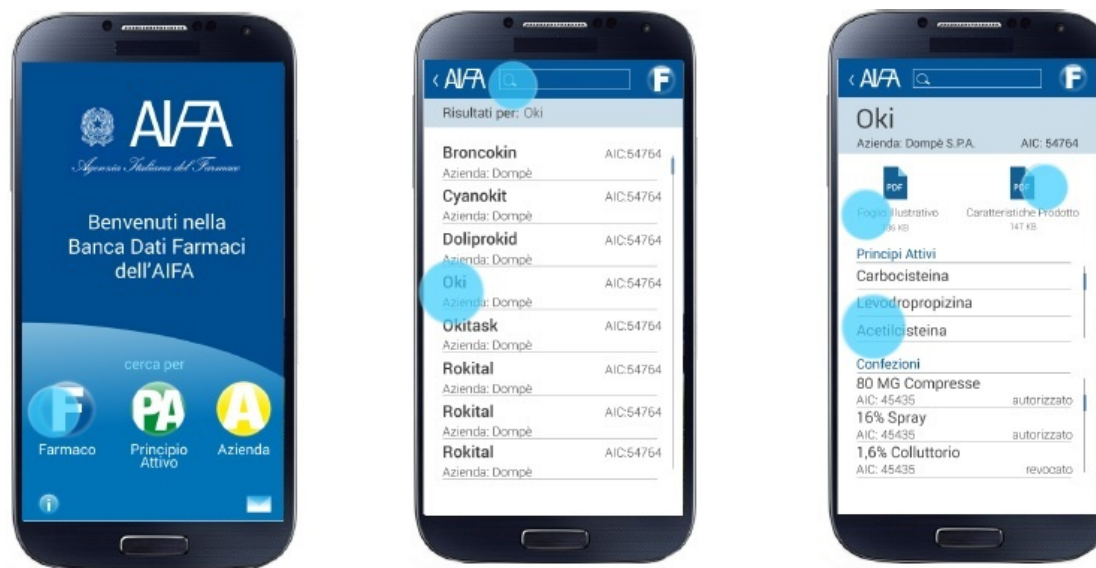 AIFA
Agenzia Italiana del Farmaco
Benvenuti nella
Banca Dati Farmaci
dell'AIFA
cerca per
F
PA
A
Farmaco
Principio
Attivo
Azienda
i
< AIFA
F
Risultati per: Oki
Broncokin AIC:54764
Azienda: Dompè
Cyanokit AIC:54764
Azienda: Dompè
Doliprokid AIC:54764
Azienda: Dompè
Oki AIC:54764
Azienda: Dompè
Okitask AIC:54764
Azienda: Dompè
Rokital AIC:54764
Azienda: Dompè
Rokital AIC:54764
Azienda: Dompè
Rokital AIC:54764
Azienda: Dompè
< AIFA
F
Oki
Azienda: Dompè S.P.A. AIC: 54764
PDF PDF
Foglio Illustrativo Caratteristiche Prodotto
KB 147 KB
Principi Attivi
Carbocisteina
Levodropropizina
Acetilcisteina
Confezioni
80 MG Compresse
AIC: 45435 autorizzato
16% Spray
AIC: 45435 autorizzato
1,6% Colluttorio
AIC: 45435 revocato